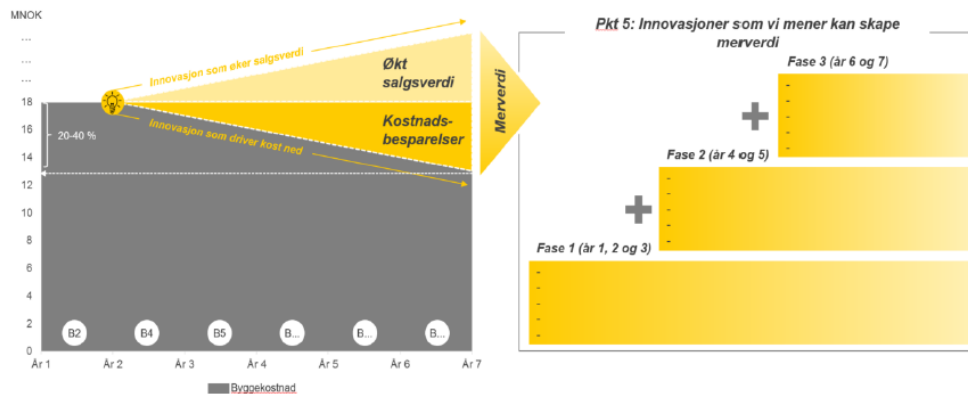 MNOK
...
...
...
18
16
14
12
10
8
6
4
2
0
20-40 %
Innovasjon som øker salgsverdi
Innovasjon som driver kost ned
Økt
salgsverdi
Kostnads-
besparelser
Merverdi
B2
B4
B5
B...
B...
B...
År 1
År 2
År 3
År 4
År 5
År 6
År 7
Byggekostnad
Pkt 5: Innovasjoner som vi mener kan skape
merverdi
Fase 3 (år 6 og 7)
-
-
-
-
-
+
Fase 2 (år 4 og 5)
-
-
-
-
-
+
Fase 1 (år 1, 2 og 3)
-
-
-
-
-